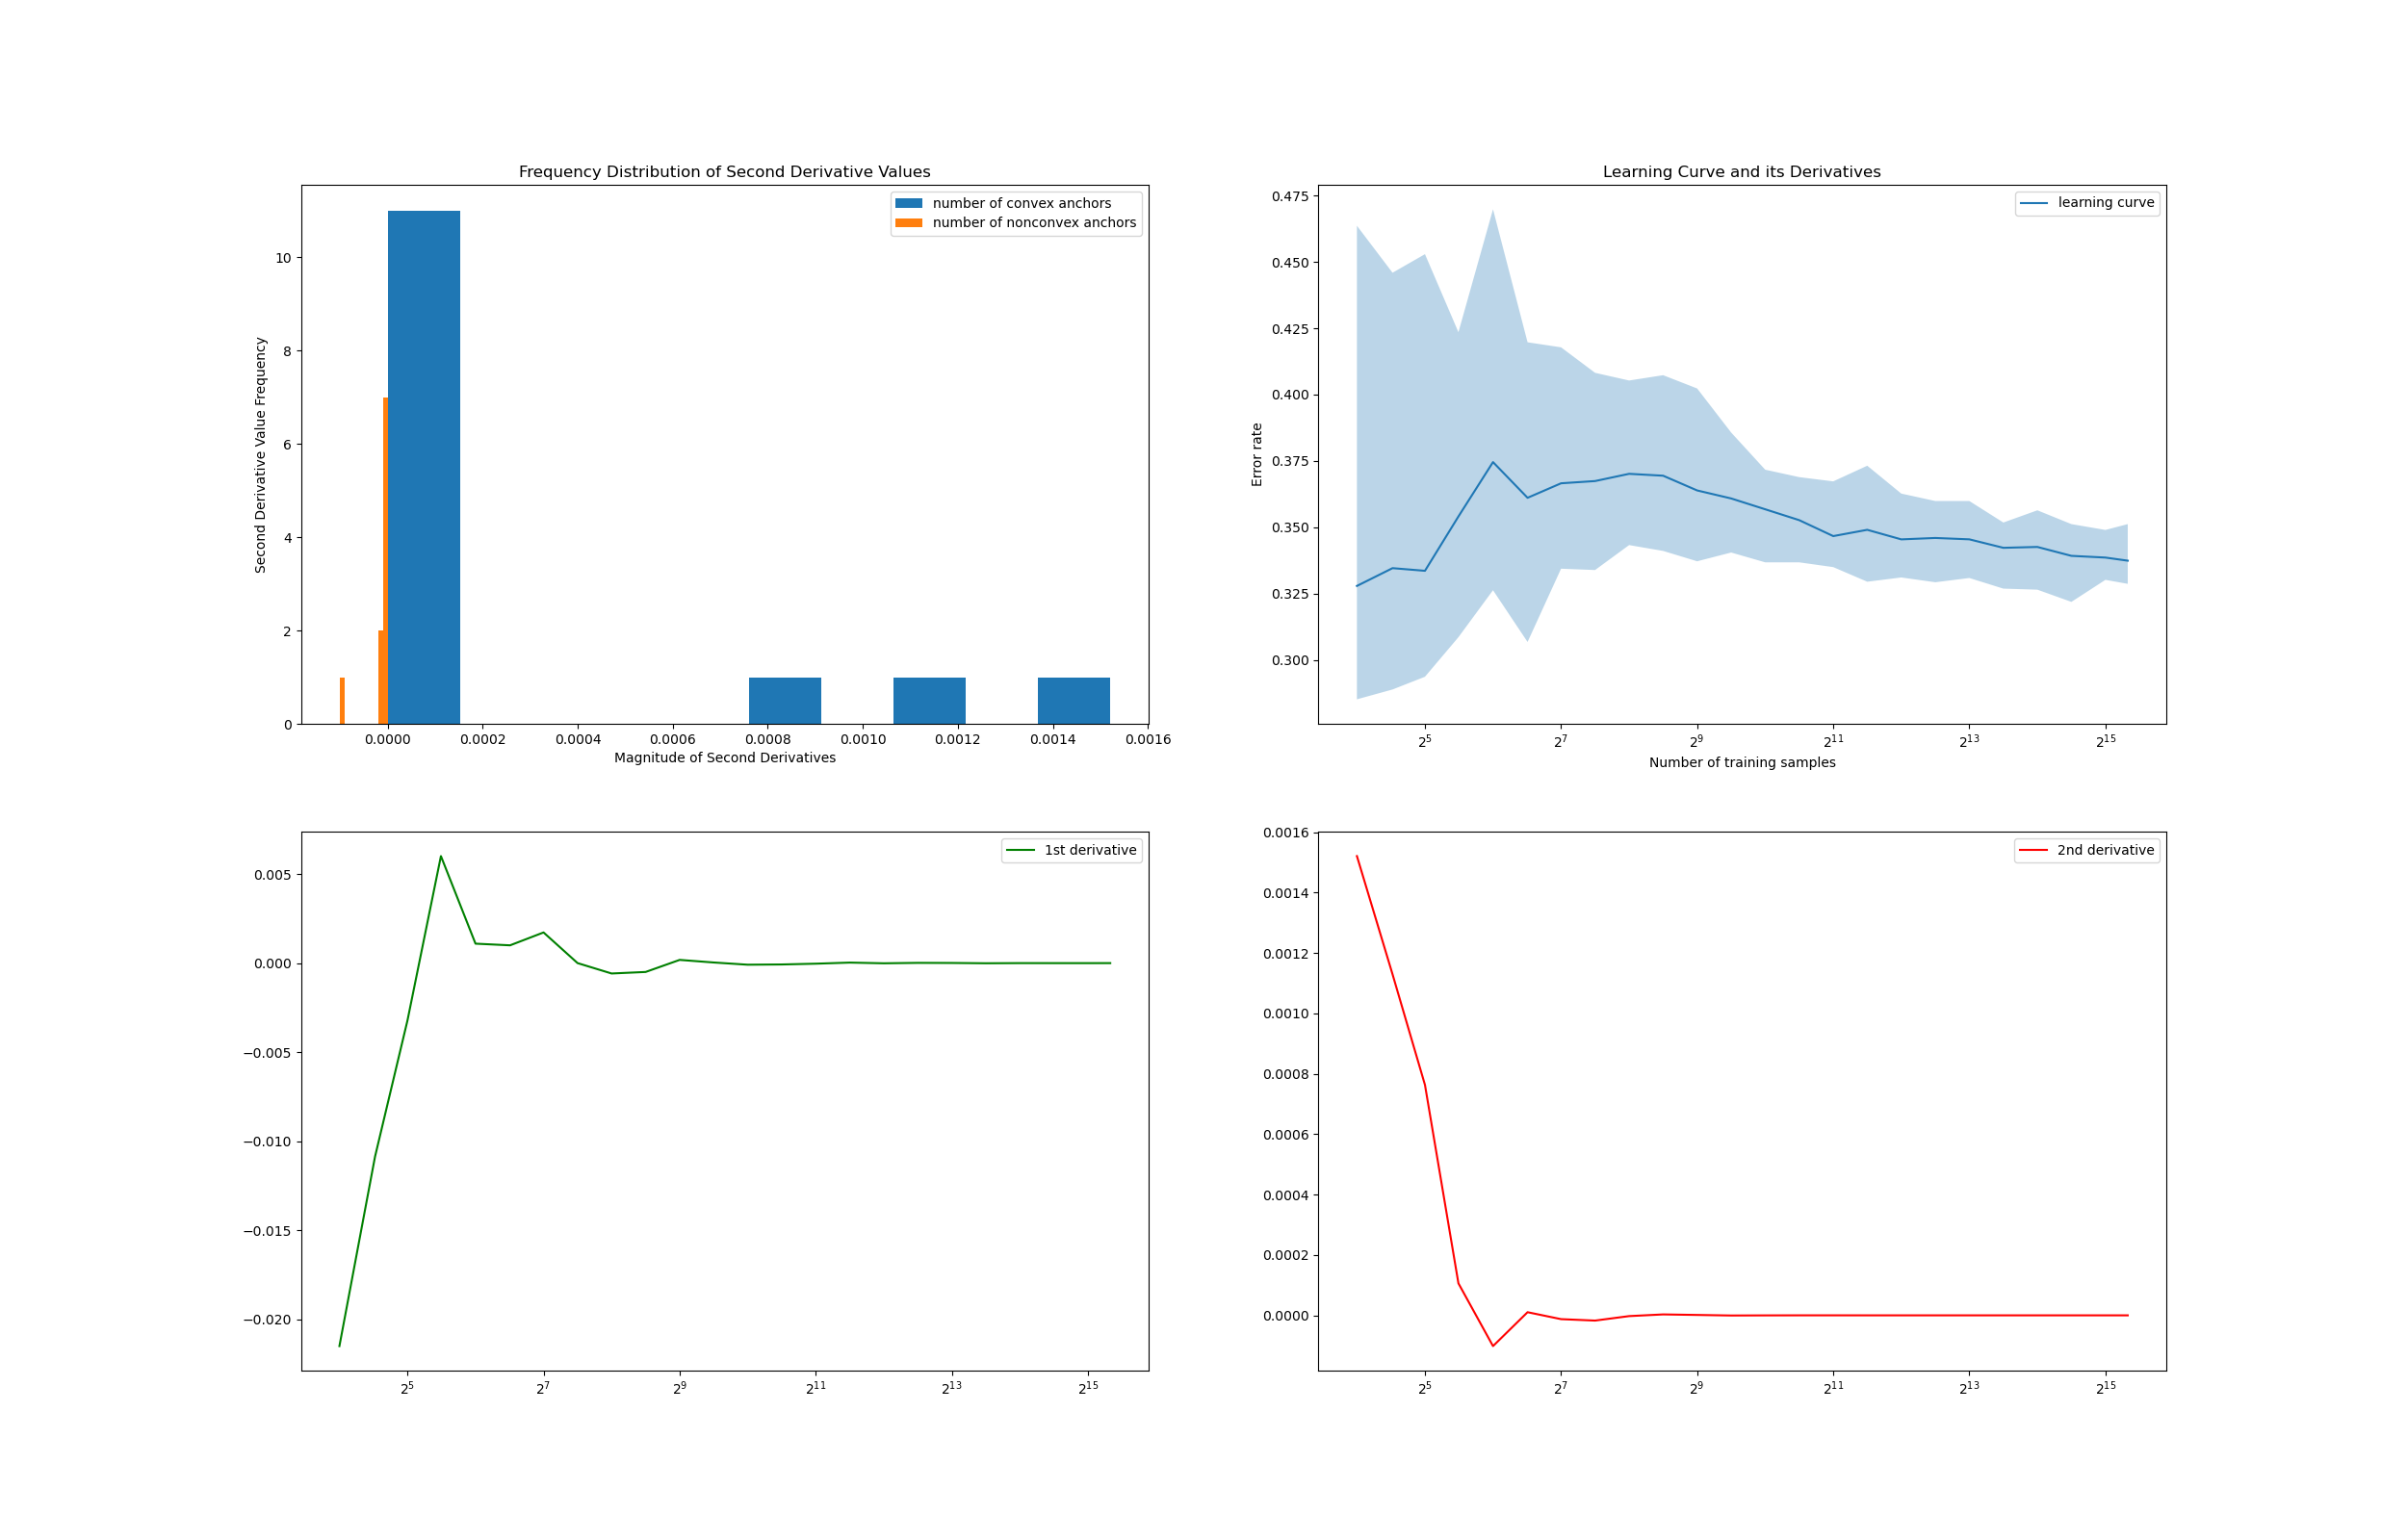 Frequency Distribution of Second Derivative Values
number of convex anchors
number of nonconvex anchors
10
8
6
4
2
0
Second Derivative Value Frequency
0.0000 0.0002 0.0004 0.0006 0.0008 0.0010 0.0012 0.0014 0.0016
Magnitude of Second Derivatives
Learning Curve and its Derivatives
learning curve
0.475
0.450
0.425
0.400
0.375
0.350
0.325
0.300
Error rate
2^5 2^7 2^9 2^11 2^13 2^15
Number of training samples
1st derivative
0.005
0.000
−0.005
−0.010
−0.015
−0.020
2^5 2^7 2^9 2^11 2^13 2^15
2nd derivative
0.0016
0.0014
0.0012
0.0010
0.0008
0.0006
0.0004
0.0002
0.0000
2^5 2^7 2^9 2^11 2^13 2^15